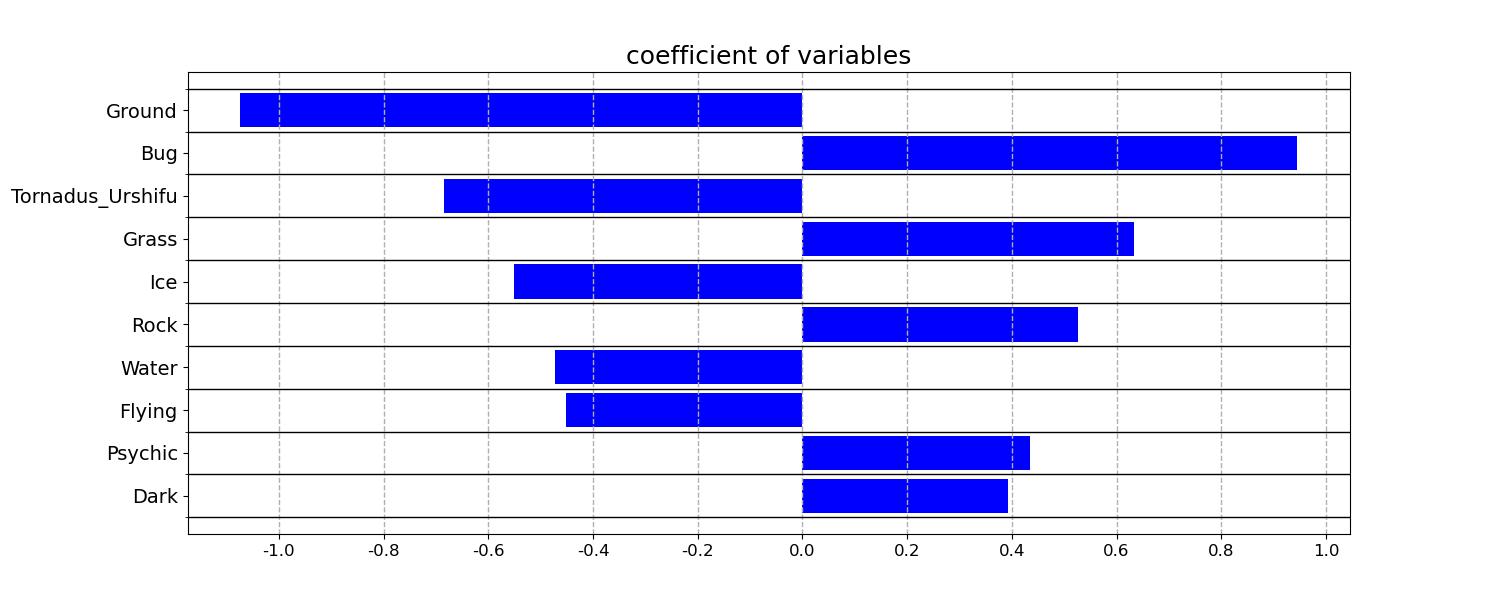 coefficient of variables
Ground
Bug
Tornadus_Urshifu
Grass
Ice
Rock
Water
Flying
Psychic
Dark
-1.0 -0.8 -0.6 -0.4 -0.2 0.0 0.2 0.4 0.6 0.8 1.0